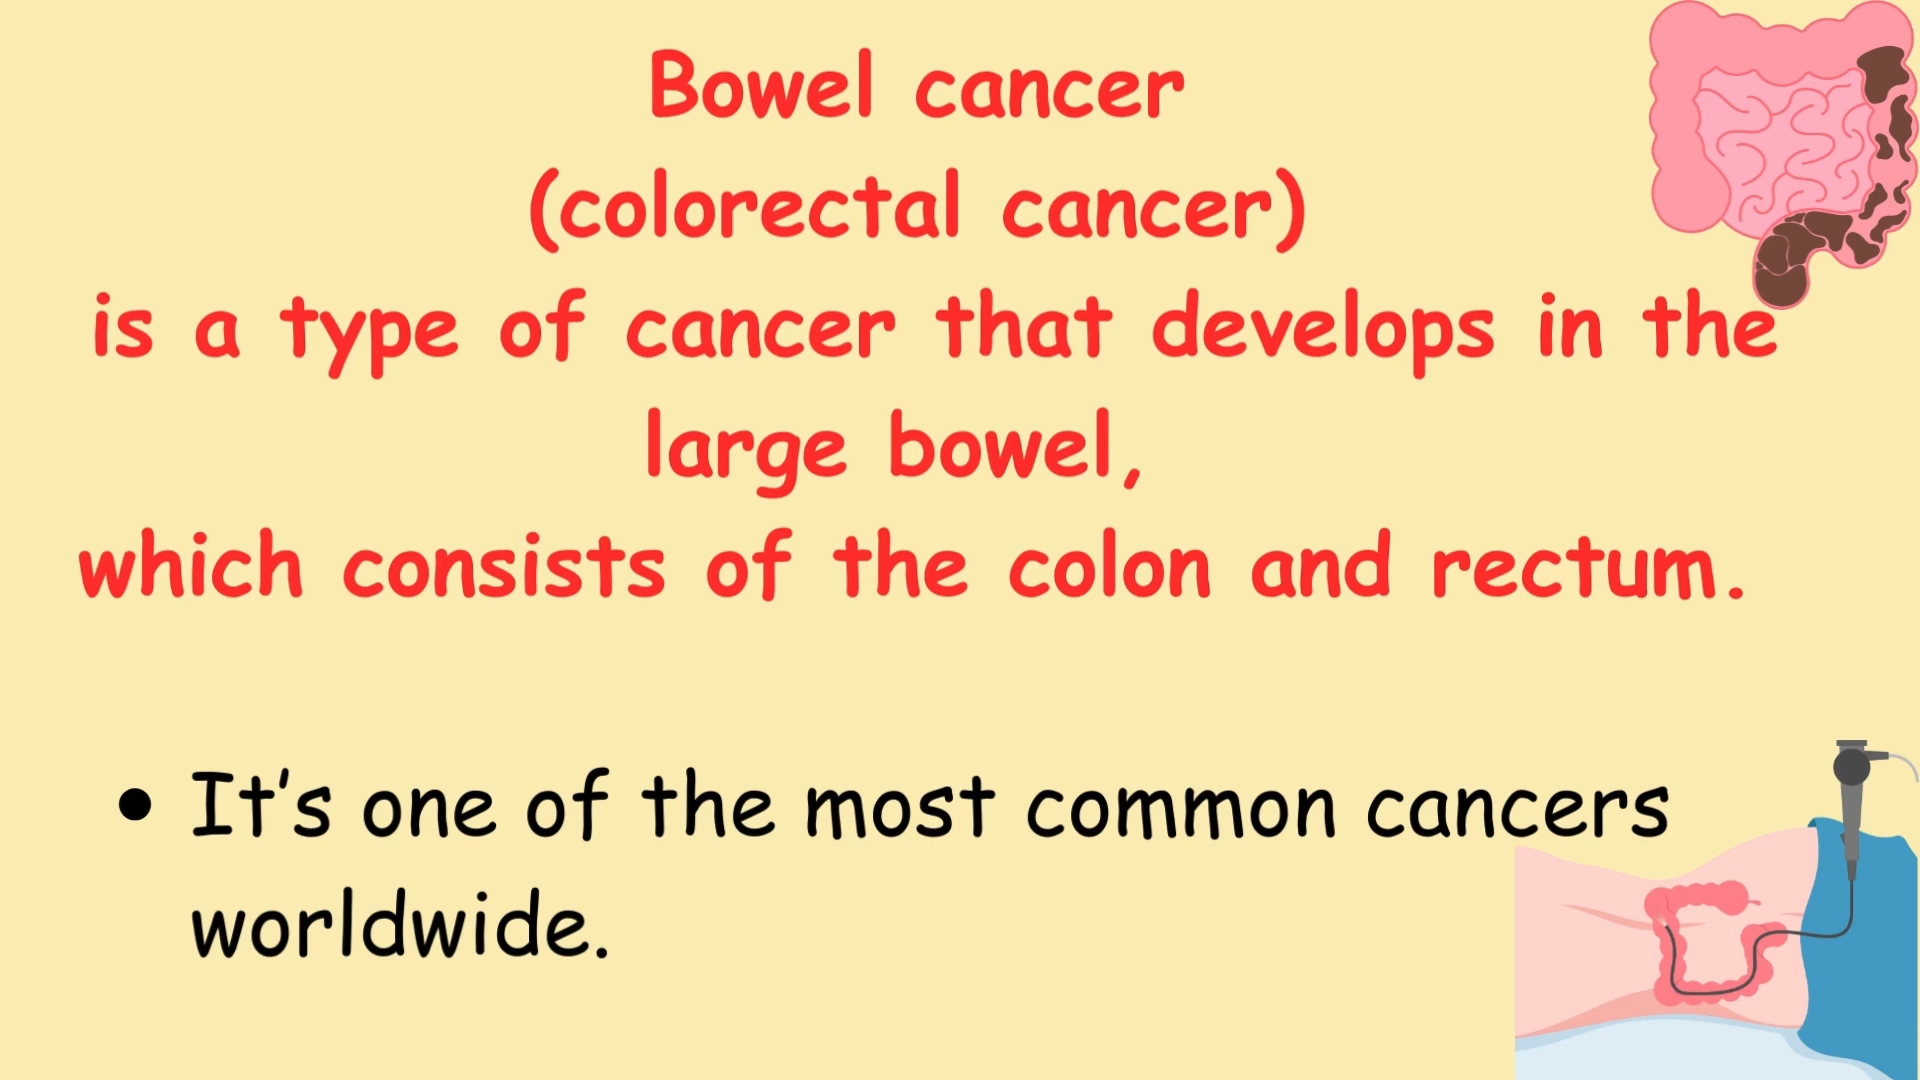 Bowel cancer
(colorectal cancer)
is a type of cancer that develops in the
large bowel,
which consists of the colon and rectum.
• It’s one of the most common cancers
worldwide.